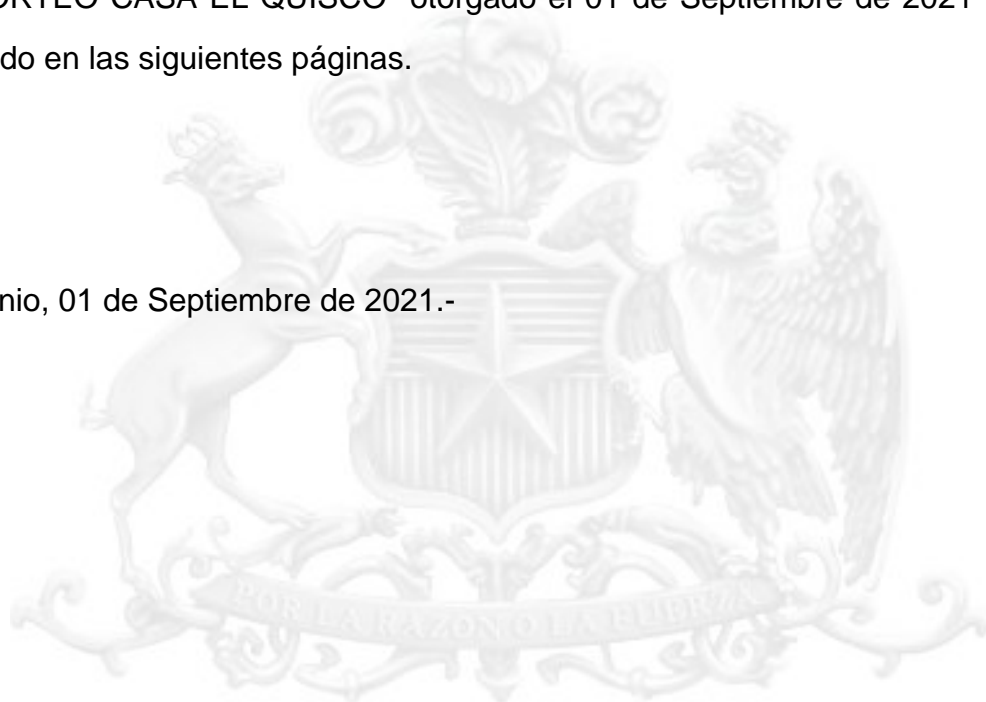 ORTEO CASA EL QUISCO" otorgado el 01 de Septiembre de 2021
do en las siguientes páginas.
nio, 01 de Septiembre de 2021.-
POR LA RAZON O LA FUERZA